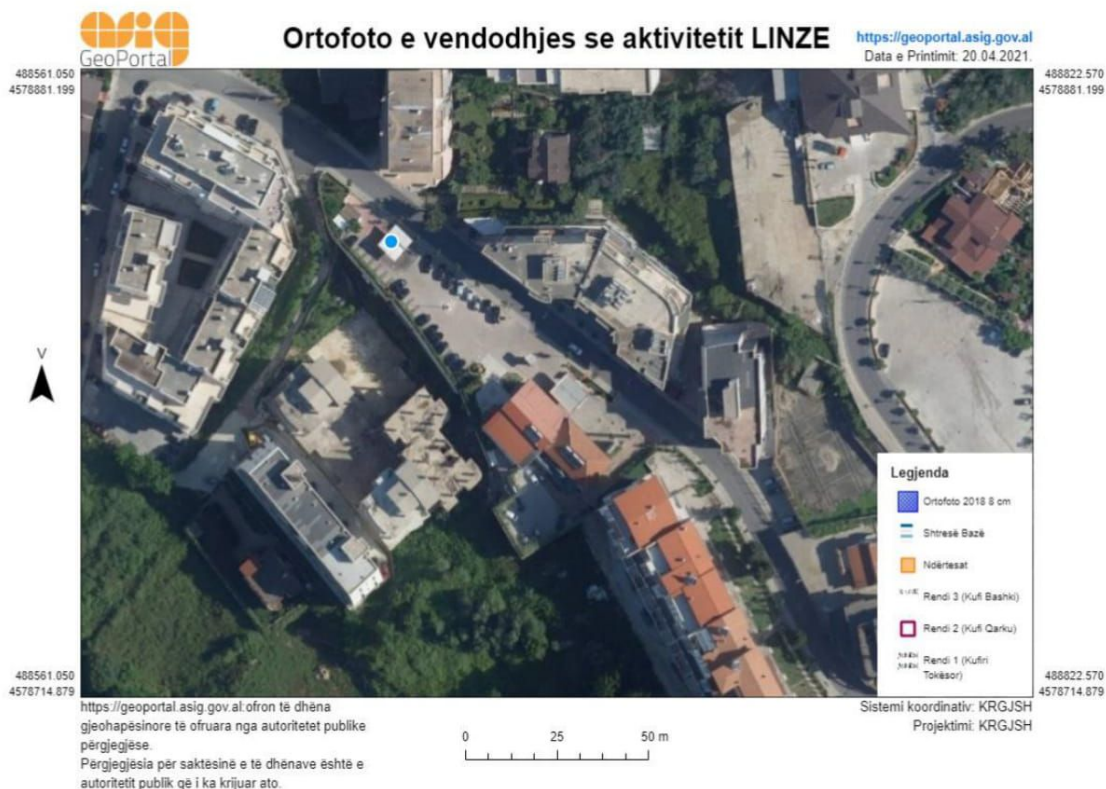 asig
GeoPortal
Ortofoto e vendodhjes se aktivitetit LINZE
https://geoportal.asig.gov.al
Data e Printimit: 20.04.2021.
488561.050
4578881.199
488822.570
4578881.199
V
Legjenda
Ortofoto 2018 8 cm
Shtresë Bazë
Ndërtesat
Rendi 3 (Kufi Bashki)
Rendi 2 (Kufi Qarku)
Rendi 1 (Kufiri
Tokësor)
488561.050
4578714.879
488822.570
4578714.879
https://geoportal.asig.gov.al:ofron të dhëna
gjeohapësinore të ofruara nga autoritetet publike
përgjegjëse.
Përgjegjësia për saktësinë e të dhënave është e
autoritetit publik që i ka krijuar ato.
0 25 50 m
Sistemi koordinativ: KRGJSH
Projektimi: KRGJSH